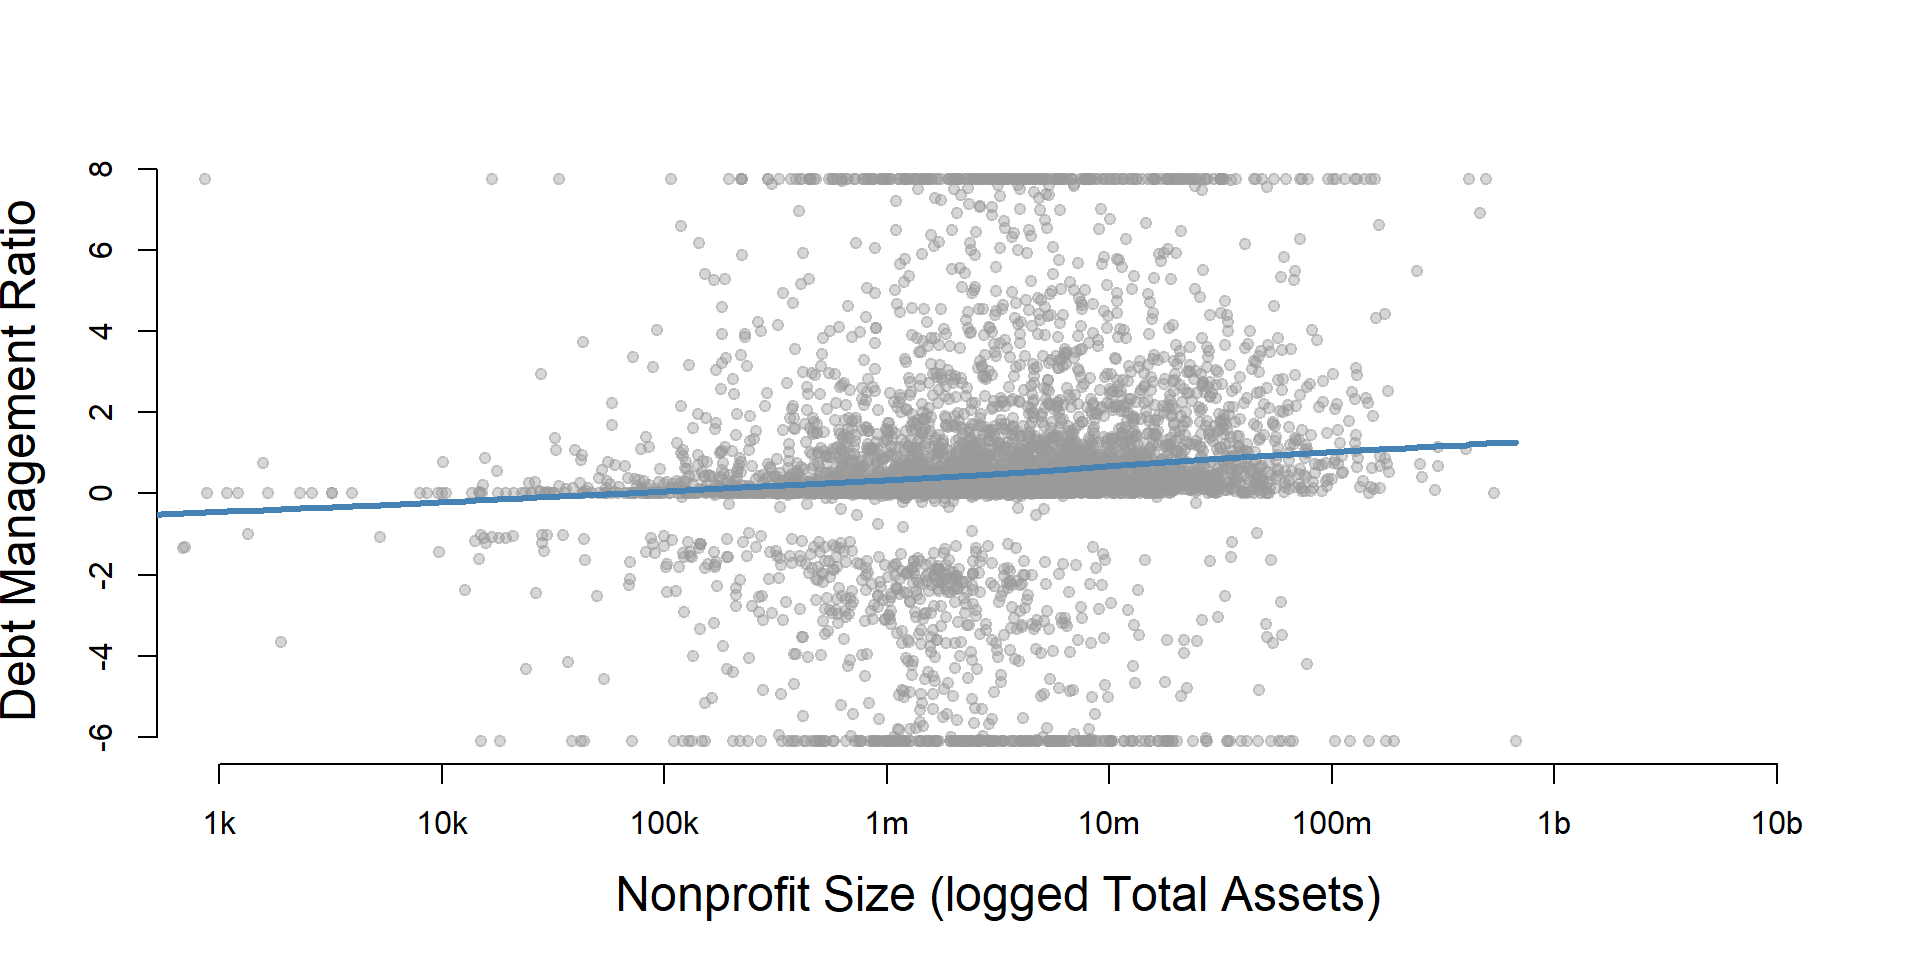 Debt Management Ratio
8
6
4
2
0
-2
-4
-6
1k 10k 100k 1m 10m 100m 1b 10b
Nonprofit Size (logged Total Assets)